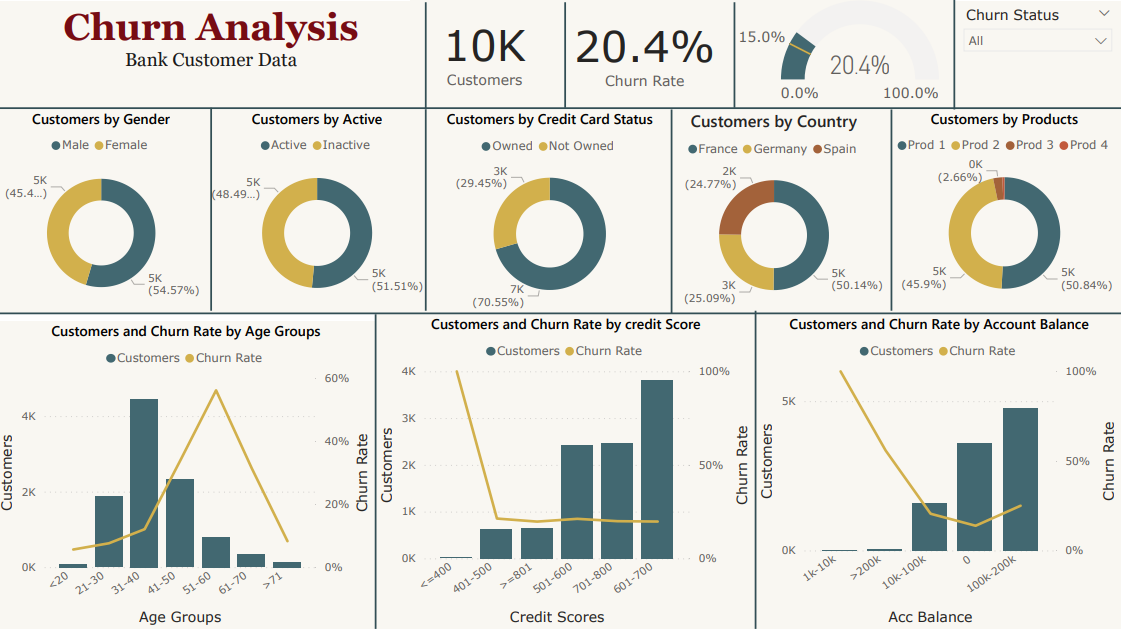 Churn Analysis
Bank Customer Data
10K
Customers
20.4%
Churn Rate
15.0%
20.4%
0.0%
100.0%
Churn Status
All
Customers by Gender
Male Female
5K
(45.4...)
5K
(54.57%)
Customers by Active
Active Inactive
5K
(48.49...)
5K
(51.51%)
Customers by Credit Card Status
Owned Not Owned
3K
(29.45%)
7K
(70.55%)
Customers by Country
France Germany Spain
2K
(24.77%)
3K
(25.09%)
5K
(50.14%)
Customers by Products
Prod 1 Prod 2 Prod 3 Prod 4
0K
(2.66%)
5K
(45.9%)
5K
(50.84%)
Customers and Churn Rate by Age Groups
Customers Churn Rate
60%
4K
40%
2K
20%
0K
0%
Customers
Churn Rate
<20 21-30 31-40 41-50 51-60 61-70 >71
Age Groups
Customers and Churn Rate by credit Score
Customers Churn Rate
4K
100%
3K
2K
50%
1K
0K
0%
Customers
Churn Rate
<=400 401-500 >=801 501-600 701-800 601-700
Credit Scores
Customers and Churn Rate by Account Balance
Customers Churn Rate
100%
5K
50%
0K
0%
Customers
Churn Rate
1k-10k >200k 10k-100k 0 100k-200k
Acc Balance